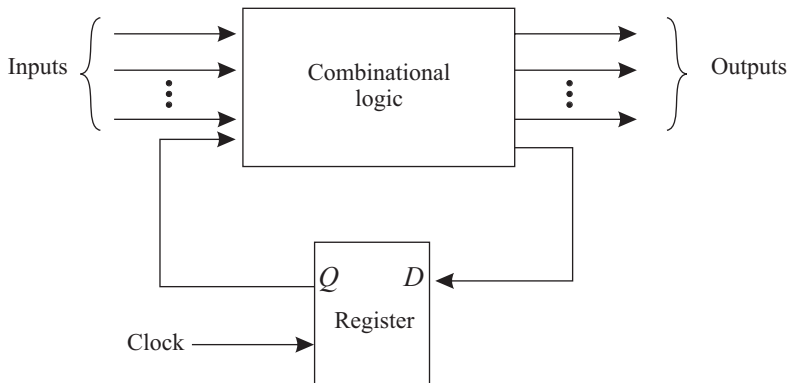 Inputs
Combinational
logic
Outputs
Q
D
Register
Clock